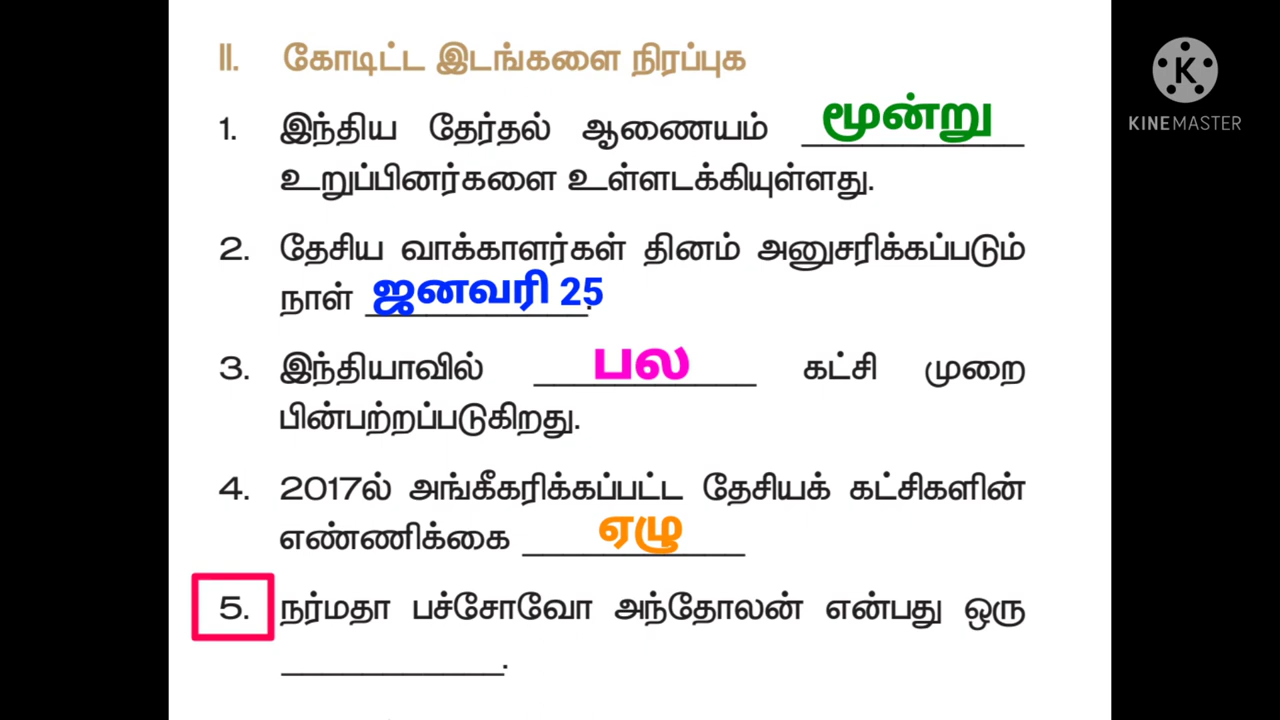 II. கோடிட்ட இடங்களை நிரப்புக
1. இந்திய தேர்தல் ஆணையம் மூன்று
உறுப்பினர்களை உள்ளடக்கியுள்ளது.
2. தேசிய வாக்காளர்கள் தினம் அனுசரிக்கப்படும்
நாள் ஜனவரி 25.
3. இந்தியாவில் பல கட்சி முறை
பின்பற்றப்படுகிறது.
4. 2017ல் அங்கீகரிக்கப்பட்ட தேசியக் கட்சிகளின்
எண்ணிக்கை ஏழு
5. நர்மதா பச்சோவோ அந்தோலன் என்பது ஒரு
____________.
K
KINEMASTER